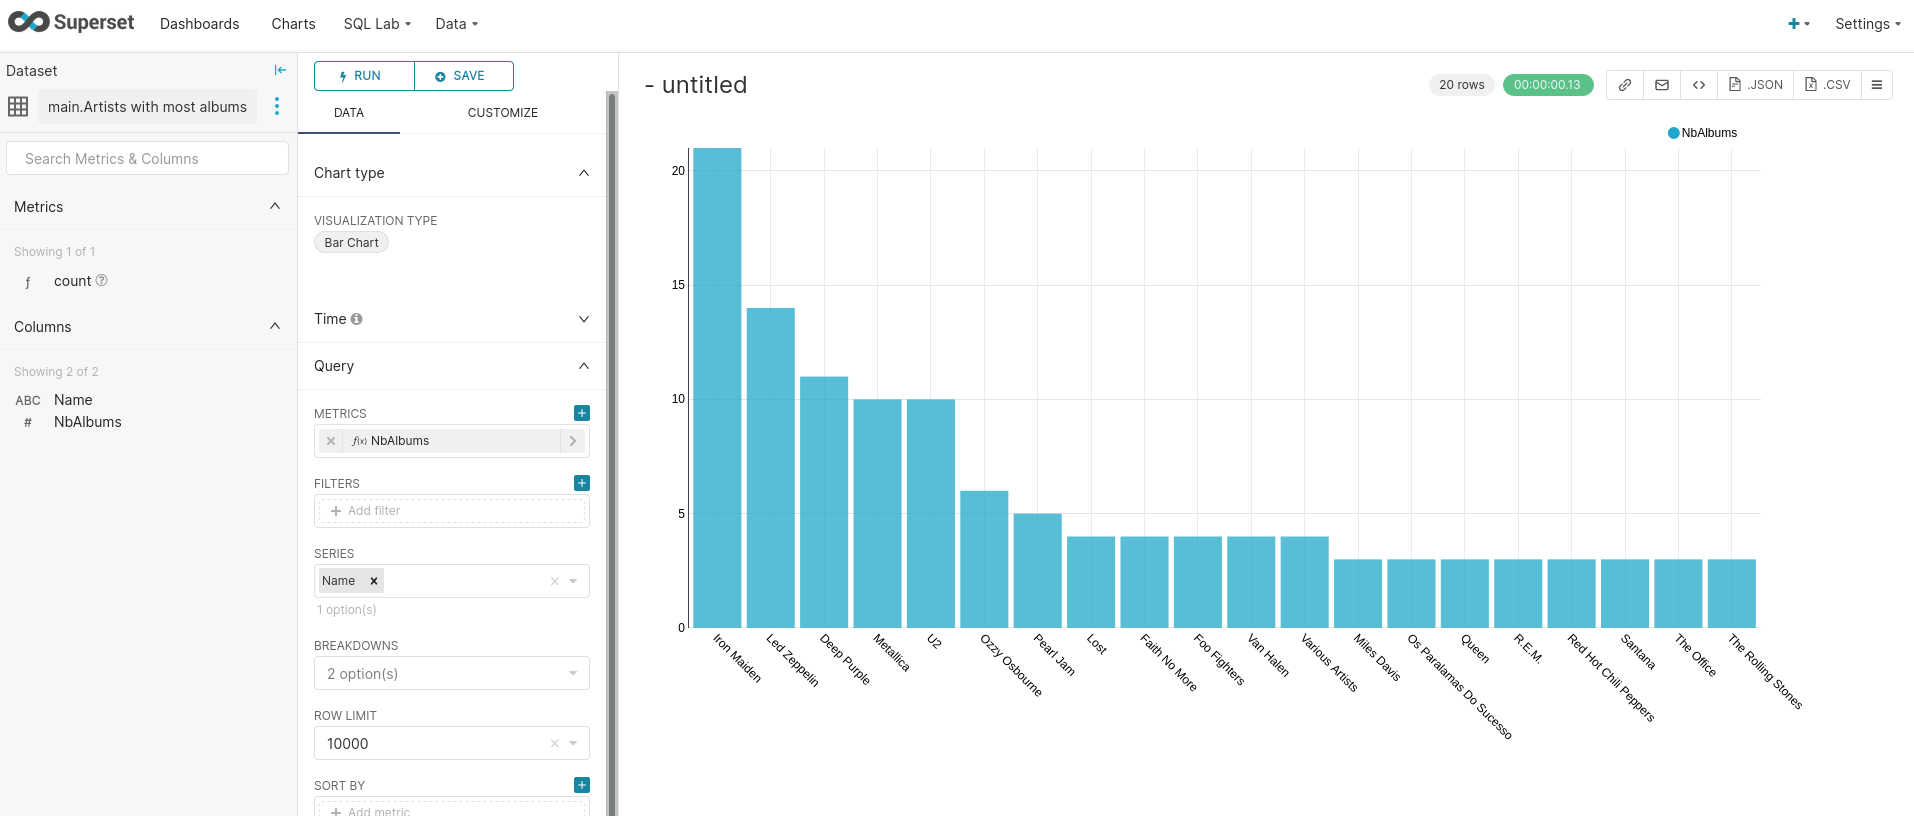 Superset Dashboards Charts SQL Lab Data + Settings
Dataset
main.Artists with most albums
Search Metrics & Columns
Metrics
Showing 1 of 1
f count ?
Columns
Showing 2 of 2
ABC Name
# NbAlbums
RUN SAVE
DATA CUSTOMIZE
Chart type
VISUALIZATION TYPE
Bar Chart
Time i
Query
METRICS +
× f(x) NbAlbums
FILTERS +
+ Add filter
SERIES
Name ×
1 option(s)
BREAKDOWNS
2 option(s)
ROW LIMIT
10000
SORT BY +
+ Add metric
- untitled 20 rows 00:00:00.13 .JSON .CSV
NbAlbums
20
15
10
5
0
Iron Maiden
Led Zeppelin
Deep Purple
Metallica
U2
Ozzy Osbourne
Pearl Jam
Lost
Faith No More
Foo Fighters
Van Halen
Various Artists
Miles Davis
Os Paralamas Do Sucesso
Queen
R.E.M.
Red Hot Chili Peppers
Santana
The Office
The Rolling Stones